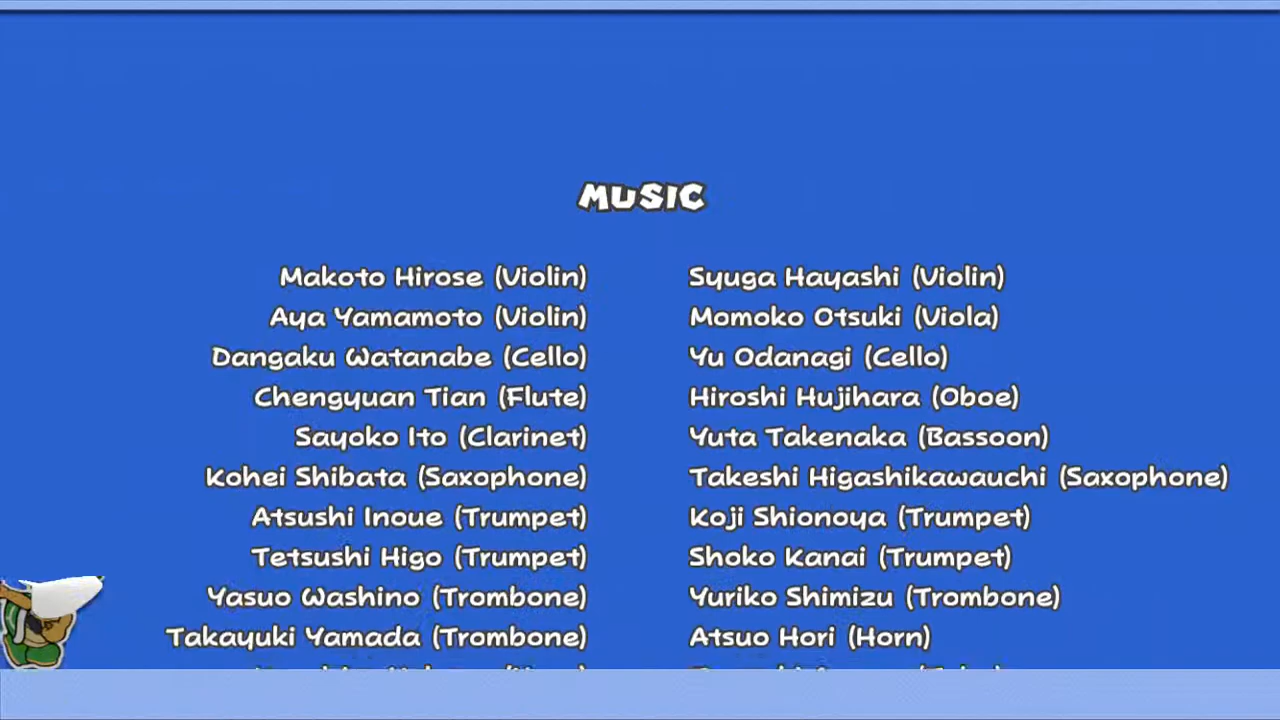 MUSIC
Makoto Hirose (Violin) Syuga Hayashi (Violin)
Aya Yamamoto (Violin) Momoko Otsuki (Viola)
Dangaku Watanabe (Cello) Yu Odanagi (Cello)
Chengyuan Tian (Flute) Hiroshi Hujihara (Oboe)
Sayoko Ito (Clarinet) Yuta Takenaka (Bassoon)
Kohei Shibata (Saxophone) Takeshi Higashikawauchi (Saxophone)
Atsushi Inoue (Trumpet) Koji Shionoya (Trumpet)
Tetsushi Higo (Trumpet) Shoko Kanai (Trumpet)
Yasuo Washino (Trombone) Yuriko Shimizu (Trombone)
Takayuki Yamada (Trombone) Atsuo Hori (Horn)